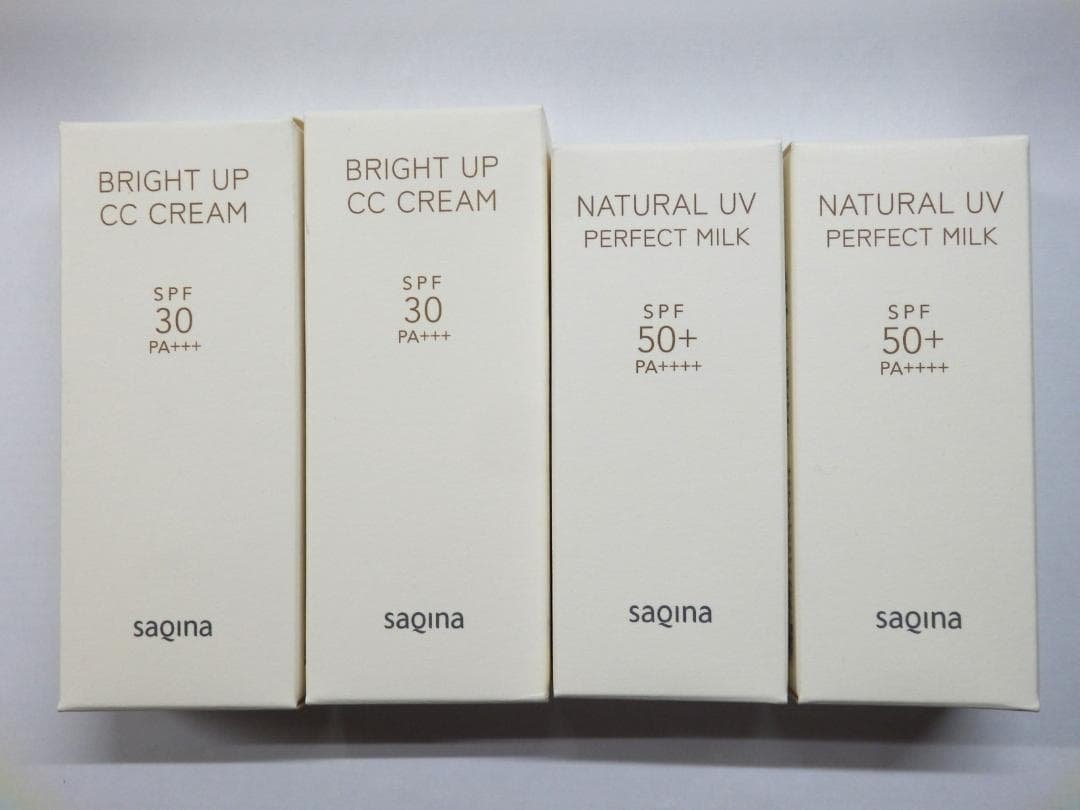 BRIGHT UP
CC CREAM
SPF
30
PA+++
saqina
BRIGHT UP
CC CREAM
SPF
30
PA+++
saqina
NATURAL UV
PERFECT MILK
SPF
50+
PA++++
saqina
NATURAL UV
PERFECT MILK
SPF
50+
PA++++
saqina